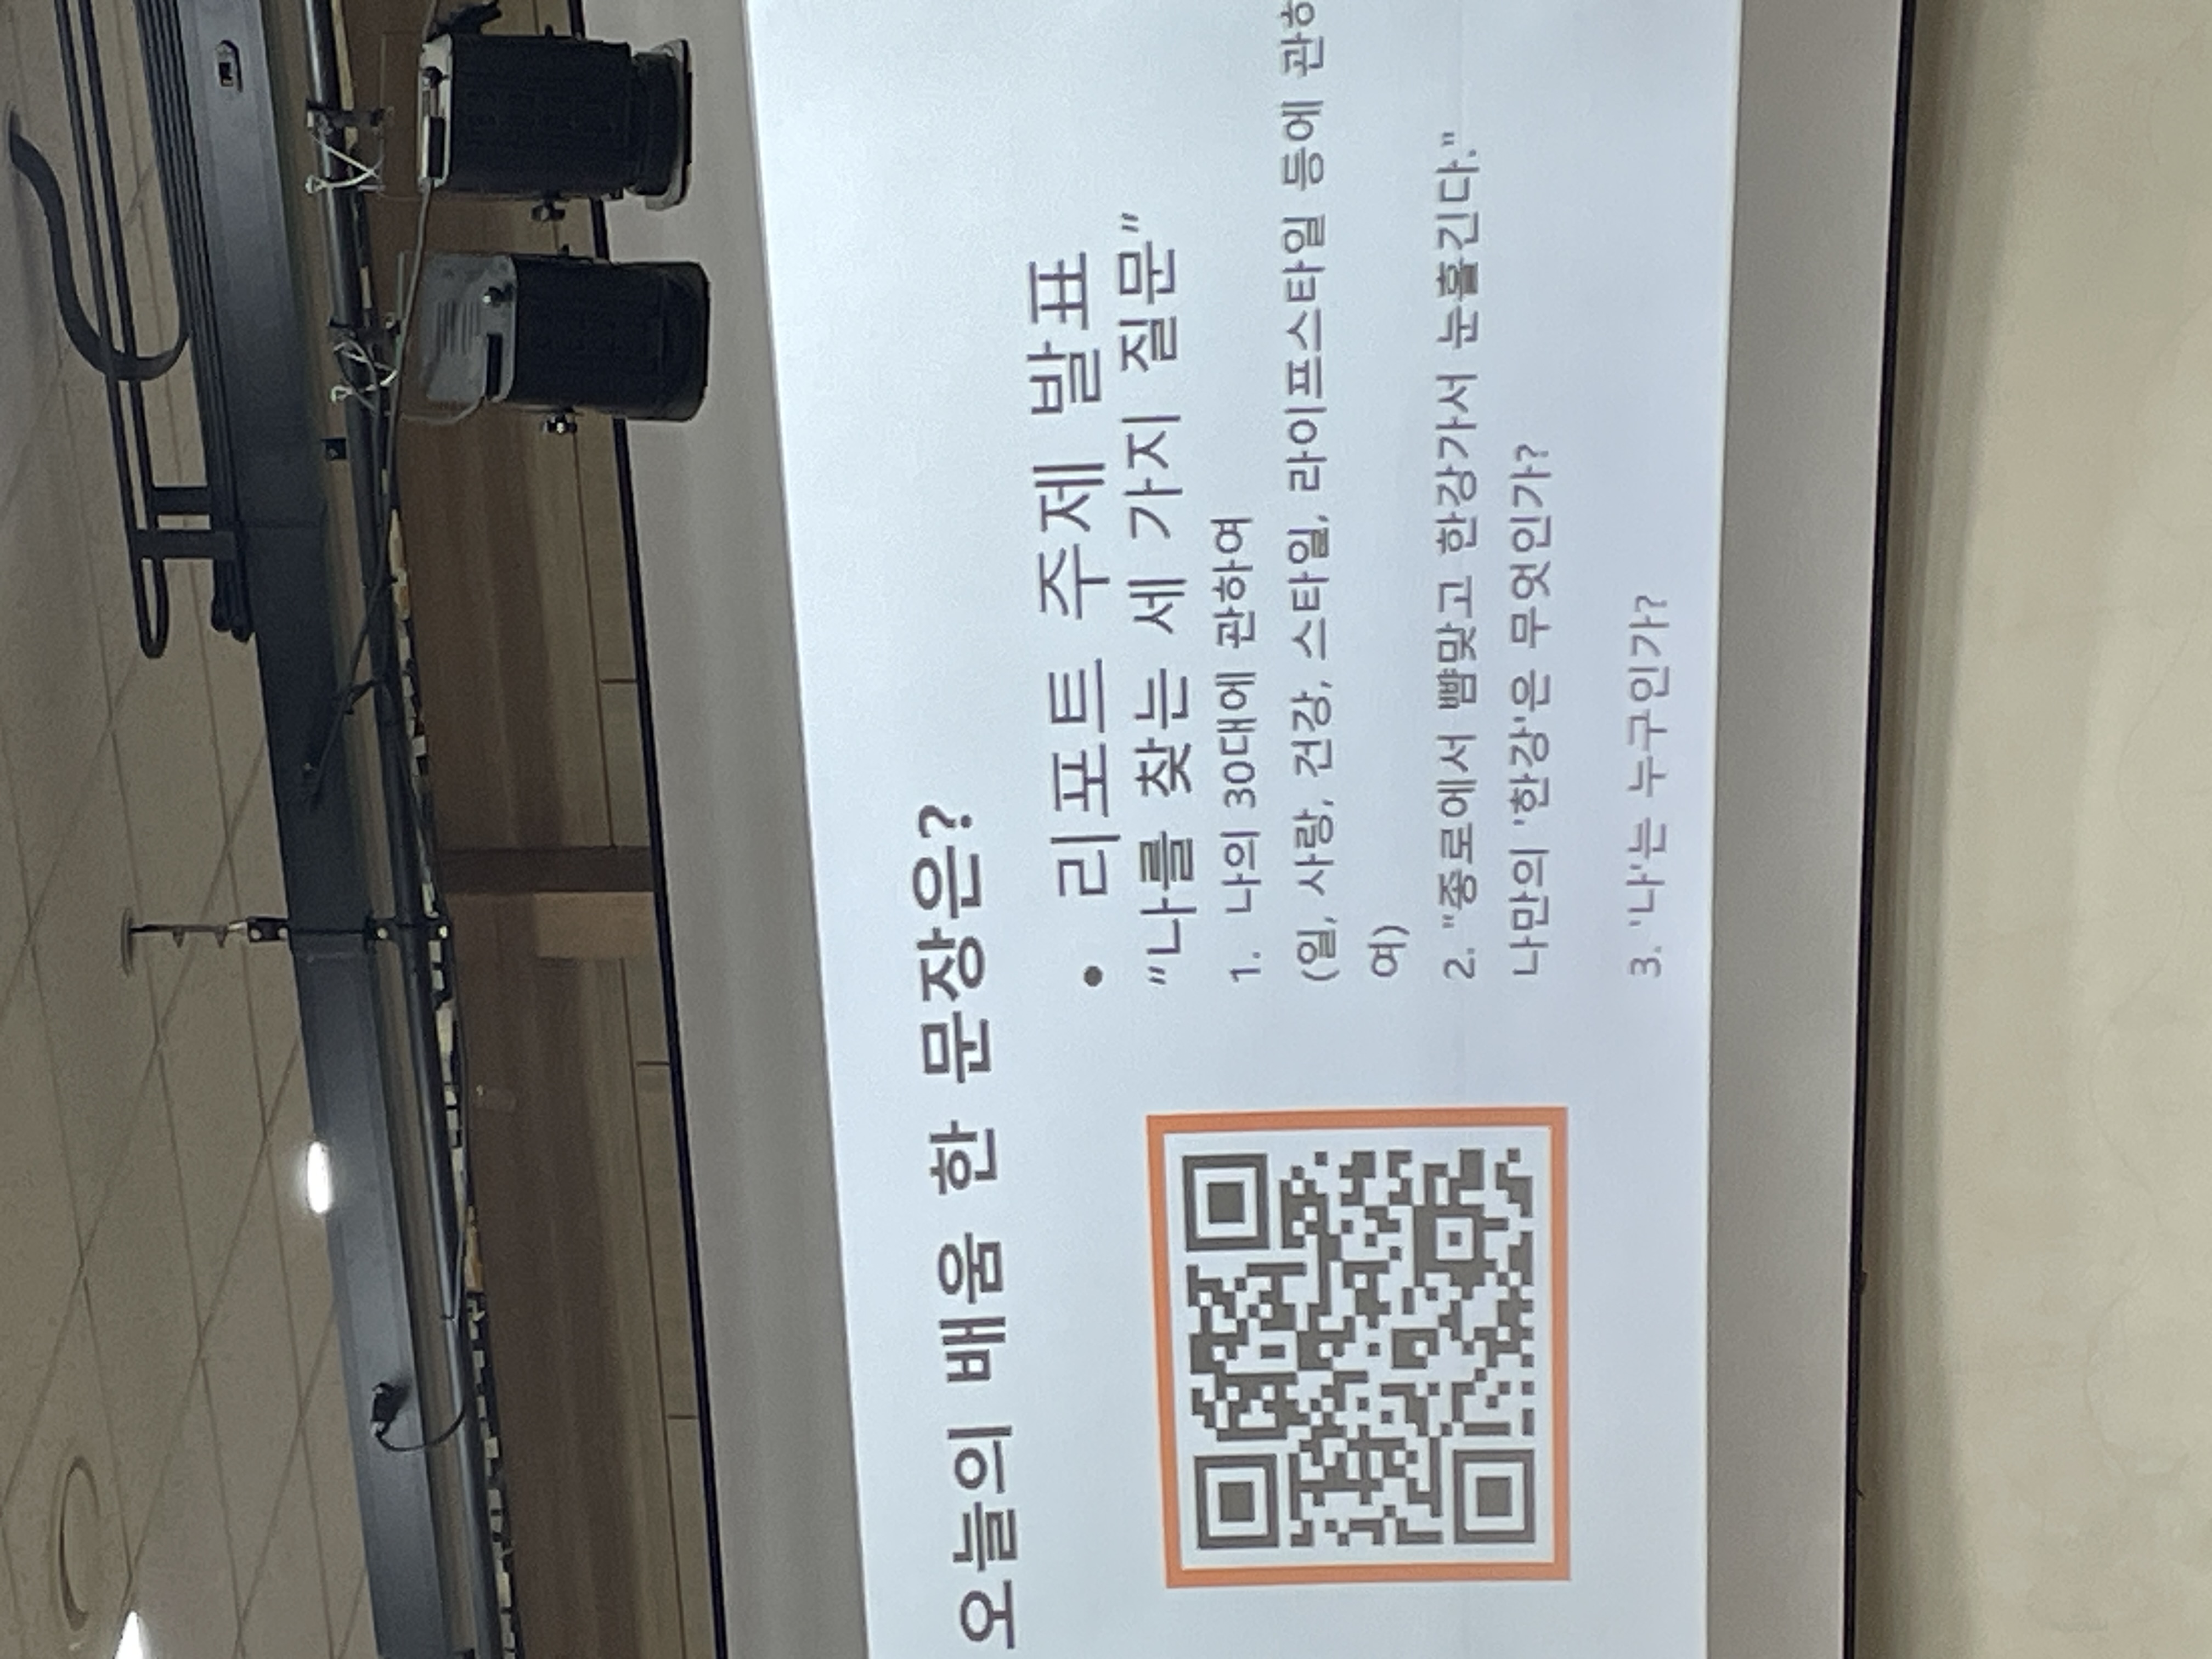 오늘의 배움 한 문장은?
• 리포트 주제 발표
“나를 찾는 세 가지 질문”
1. 나의 30대에 관하여
(일, 사랑, 건강, 스타일, 라이프스타일 등에 관하
여)
2. "종로에서 뺨맞고 한강가서 눈흘긴다."
나만의 '한강'은 무엇인가?
3. '나'는 누구인가?